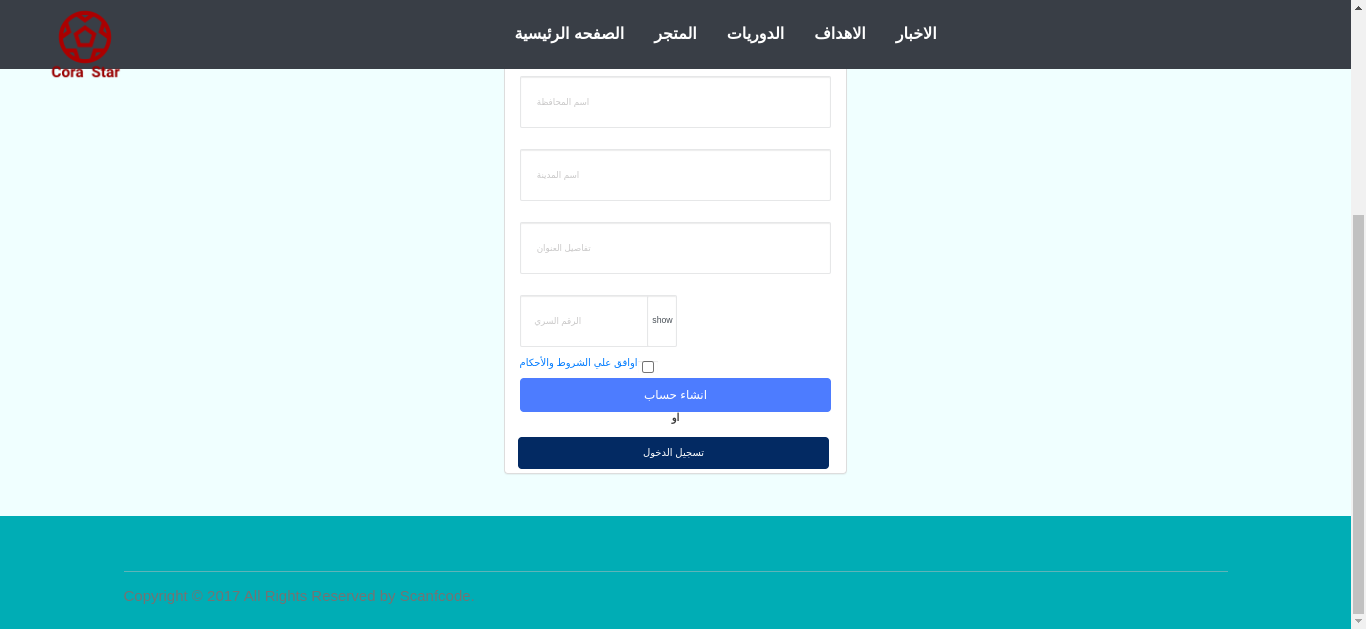 الصفحه الرئيسية المتجر الدوريات الاهداف الاخبار
Cora Star
اسم المحافظة
اسم المدينة
تفاصيل العنوان
الرقم السري show
اوافق علي الشروط والأحكام
انشاء حساب
او
تسجيل الدخول
Copyright © 2017 All Rights Reserved by Scanfcode.